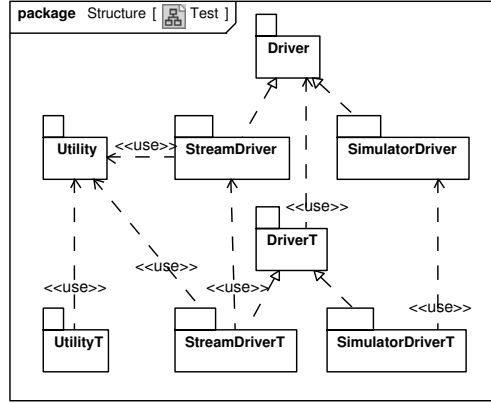 package Structure [ Test ]
Driver
Utility
<<use>>
StreamDriver
SimulatorDriver
<<use>>
DriverT
<<use>>
<<use>>
<<use>>
<<use>>
UtilityT
StreamDriverT
SimulatorDriverT